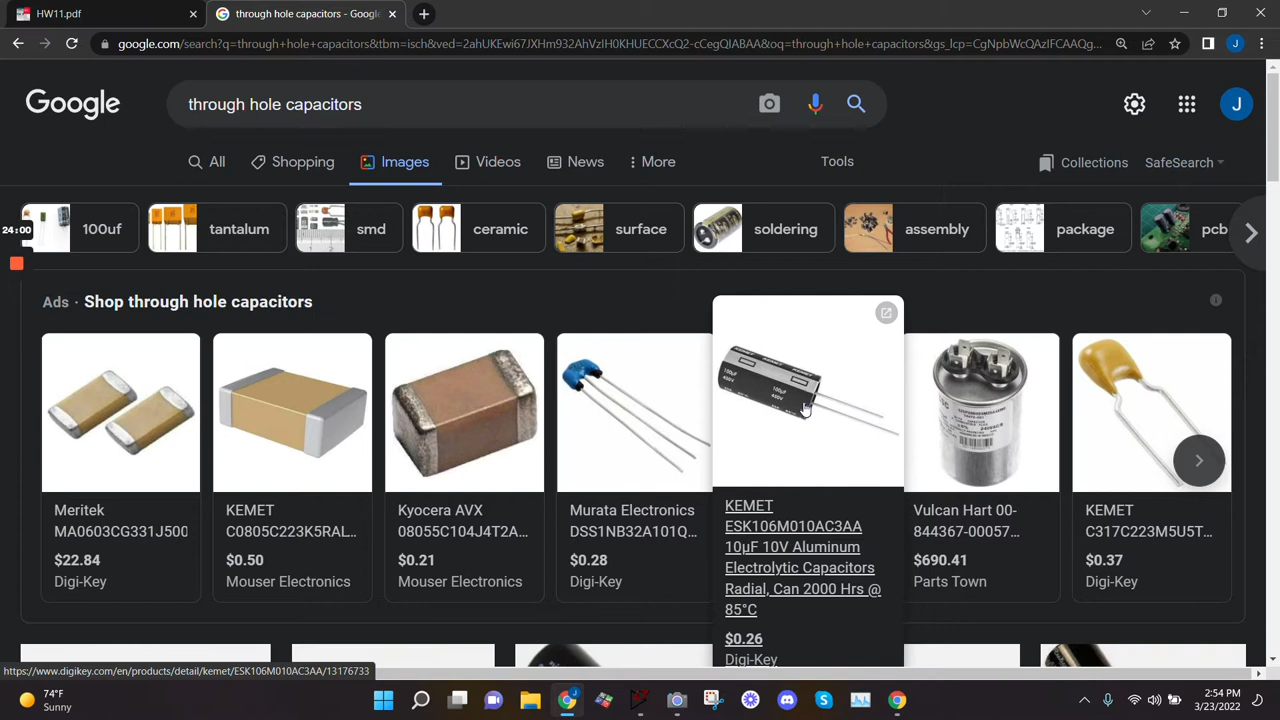 HW11.pdf
through hole capacitors - Google
google.com/search?q=through+hole+capacitors&tbm=isch&ved=2ahUKEwi67JXHm932AhVzIH0KHUECCXcQ2-cCegQIABAA&oq=through+hole+capacitors&gs_lcp=CgNpbWcQAzIFCAAQg...
J
Google
through hole capacitors
J
All
Shopping
Images
Videos
News
More
Tools
Collections
SafeSearch
100uf
tantalum
smd
ceramic
surface
soldering
assembly
package
pcb
24:00
Ads · Shop through hole capacitors
Meritek
MA0603CG331J500
$22.84
Digi-Key
KEMET
C0805C223K5RAL...
$0.50
Mouser Electronics
Kyocera AVX
08055C104J4T2A...
$0.21
Mouser Electronics
Murata Electronics
DSS1NB32A101Q...
$0.28
Digi-Key
100µF
450V
100µF
450V
KEMET
ESK106M010AC3AA
10µF 10V Aluminum
Electrolytic Capacitors
Radial, Can 2000 Hrs @
85°C
$0.26
Digi-Key
Vulcan Hart 00-
844367-00057...
$690.41
Parts Town
KEMET
C317C223M5U5T...
$0.37
Digi-Key
https://www.digikey.com/en/products/detail/kemet/ESK106M010AC3AA/13176733
74°F
Sunny
2:54 PM
3/23/2022